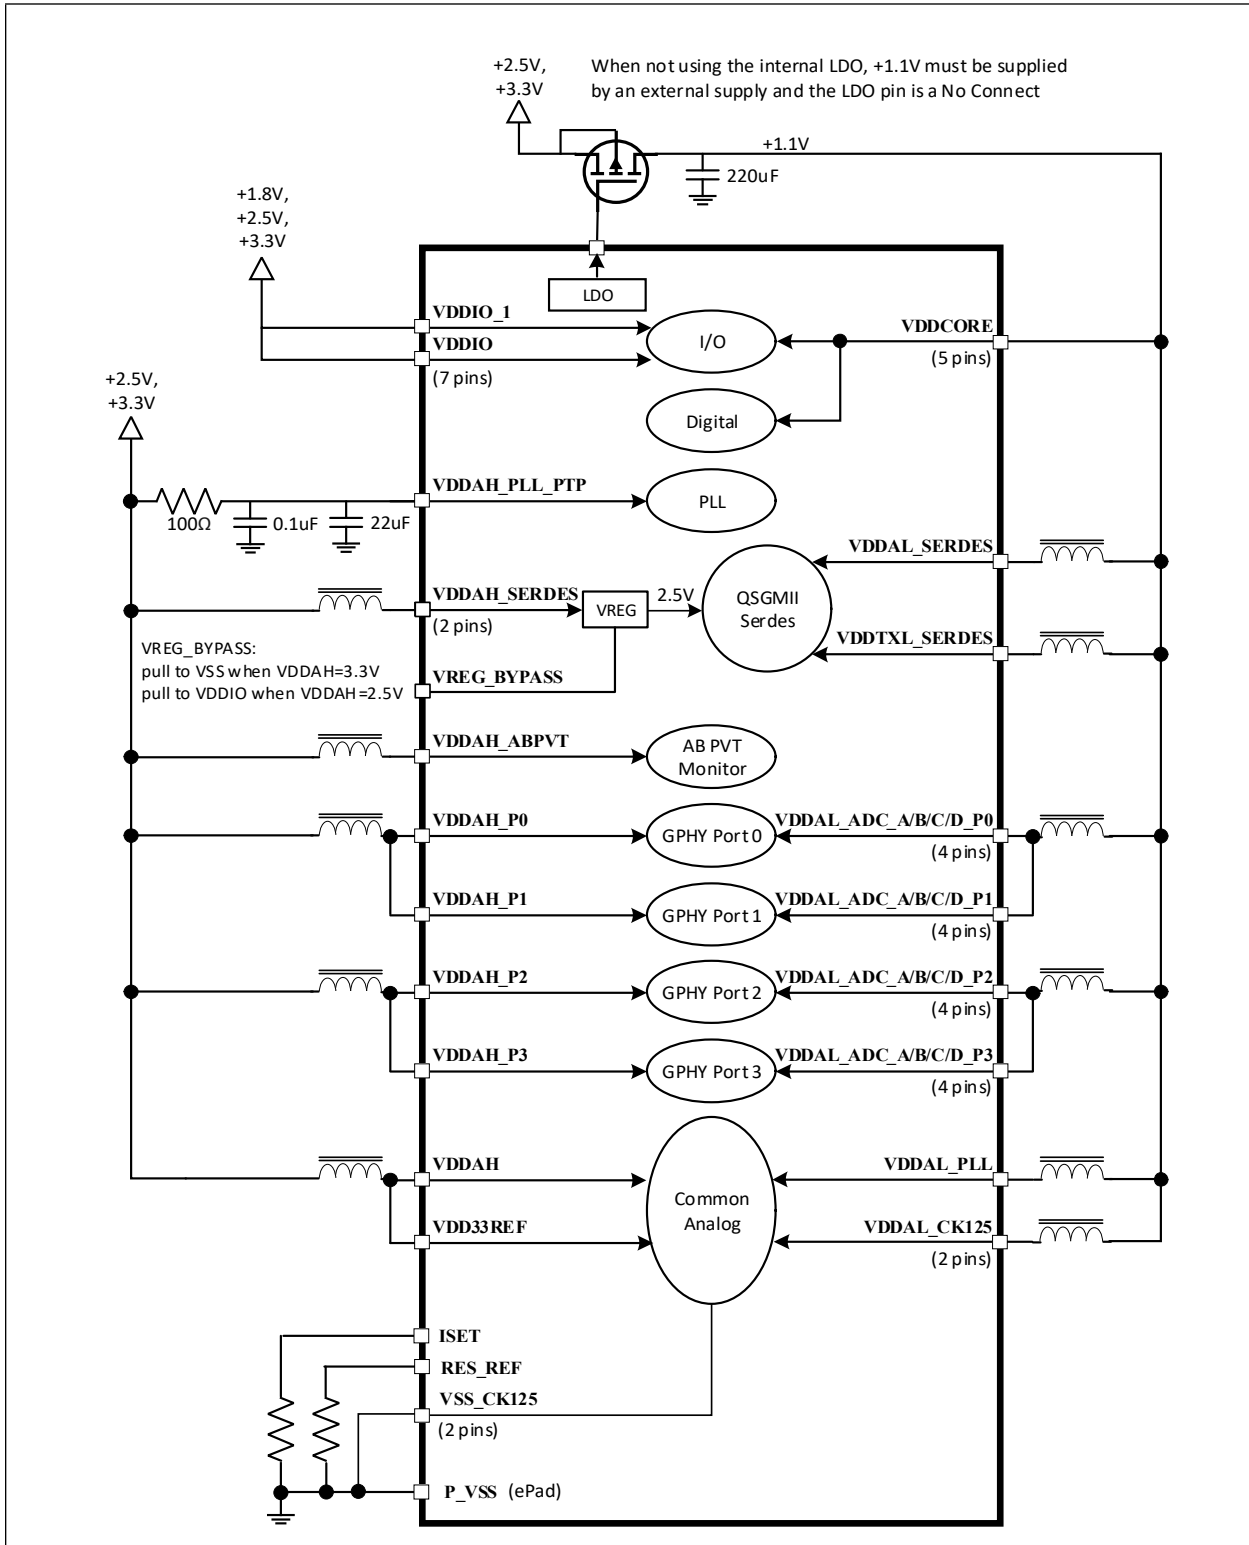 +2.5V,
+3.3V
When not using the internal LDO, +1.1V must be supplied
by an external supply and the LDO pin is a No Connect
+1.1V
220uF
+1.8V,
+2.5V,
+3.3V
LDO
VDDIO_1
VDDIO
(7 pins)
I/O
VDDCORE
(5 pins)
+2.5V,
+3.3V
Digital
VDDAH_PLL_PTP
PLL
100Ω
0.1uF
22uF
VDDAL_SERDES
VDDAH_SERDES
(2 pins)
VREG
2.5V
QSGMII
Serdes
VDDTXL_SERDES
VREG_BYPASS:
pull to VSS when VDDAH=3.3V
pull to VDDIO when VDDAH=2.5V
VREG_BYPASS
VDDAH_ABPVT
AB PVT
Monitor
VDDAH_P0
GPHY Port 0
VDDAL_ADC_A/B/C/D_P0
(4 pins)
VDDAH_P1
GPHY Port 1
VDDAL_ADC_A/B/C/D_P1
(4 pins)
VDDAH_P2
GPHY Port 2
VDDAL_ADC_A/B/C/D_P2
(4 pins)
VDDAH_P3
GPHY Port 3
VDDAL_ADC_A/B/C/D_P3
(4 pins)
VDDAH
VDDAL_PLL
Common
Analog
VDD33REF
VDDAL_CK125
(2 pins)
ISET
RES_REF
VSS_CK125
(2 pins)
P_VSS (ePad)